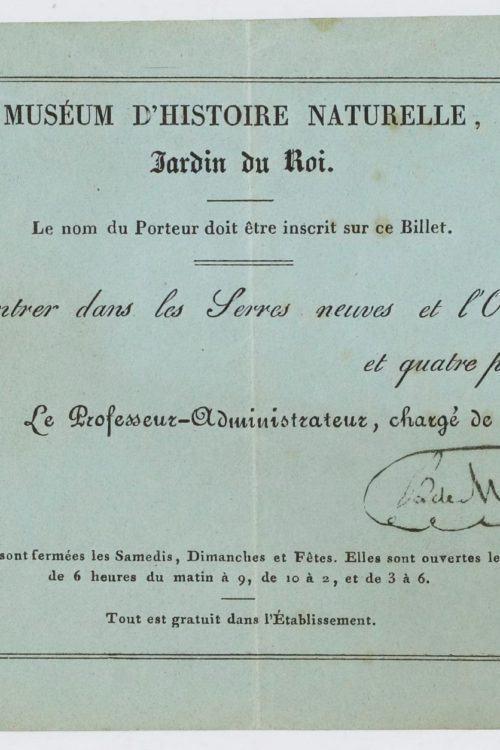 MUSÉUM D'HISTOIRE NATURELLE,
Jardin du Roi.
Le nom du Porteur doit être inscrit sur ce Billet.
ntrer dans les Serres neuves et l'O
et quatre p
Le Professeur-Administrateur, chargé de
sont fermées les Samedis, Dimanches et Fêtes. Elles sont ouvertes le
de 6 heures du matin à 9, de 10 à 2, et de 3 à 6.
Tout est gratuit dans l'Établissement.